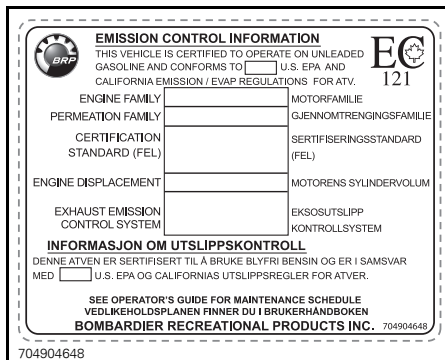 BRP
EMISSION CONTROL INFORMATION
THIS VEHICLE IS CERTIFIED TO OPERATE ON UNLEADED
GASOLINE AND CONFORMS TO U.S. EPA AND
CALIFORNIA EMISSION / EVAP REGULATIONS FOR ATV.
EC
121
ENGINE FAMILY MOTORFAMILIE
PERMEATION FAMILY GJENNOMTRENGINGSFAMILIE
CERTIFICATION SERTIFISERINGSSTANDARD
STANDARD (FEL) (FEL)
ENGINE DISPLACEMENT MOTORENS SYLINDERVOLUM
EXHAUST EMISSION EKSOSUTSLIPP
CONTROL SYSTEM KONTROLLSYSTEM
INFORMASJON OM UTSLIPPSKONTROLL
DENNE ATVEN ER SERTIFISERT TIL Å BRUKE BLYFRI BENSIN OG ER I SAMSVAR
MED U.S. EPA OG CALIFORNIAS UTSLIPPSREGLER FOR ATVER.
SEE OPERATOR'S GUIDE FOR MAINTENANCE SCHEDULE
VEDLIKEHOLDSPLANEN FINNER DU I BRUKERHÅNDBOKEN
BOMBARDIER RECREATIONAL PRODUCTS INC. 704904648
704904648